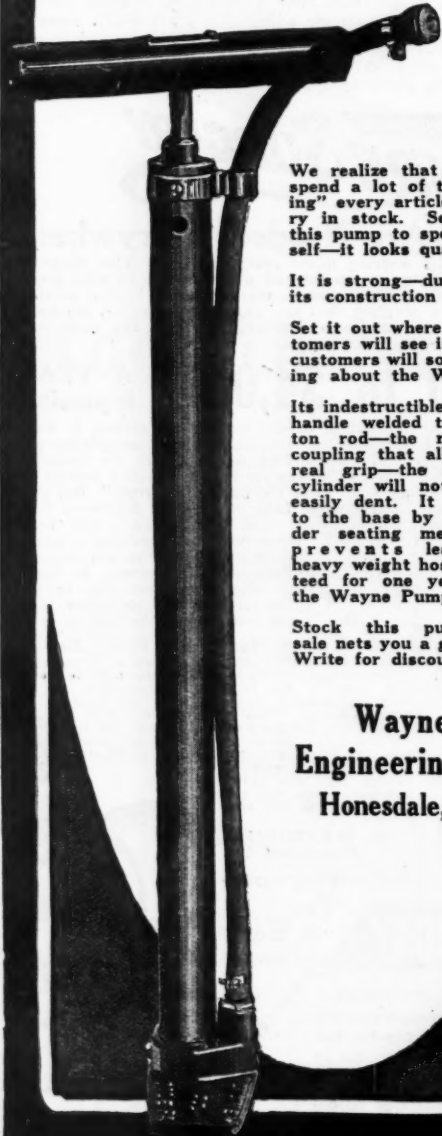 We realize that
spend a lot of t
ing" every article
ry in stock. Se
this pump to spe
self—it looks qua
It is strong—du
its construction
Set it out where
tomers will see i
customers will so
ing about the W
Its indestructible
handle welded t
ton rod—the r
coupling that al
real grip—the
cylinder will not
easily dent. It
to the base by
der seating me
prevents lea
heavy weight hos
teed for one ye
the Wayne Pump
Stock this pu
sale nets you a g
Write for discou
Wayne
Engineerin
Honesdale,